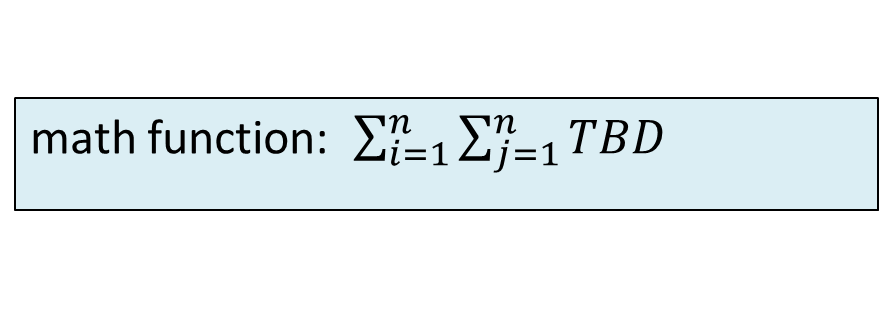 math function: ∑ⁿᵢ₌₁ ∑ⁿⱼ₌₁ TBD